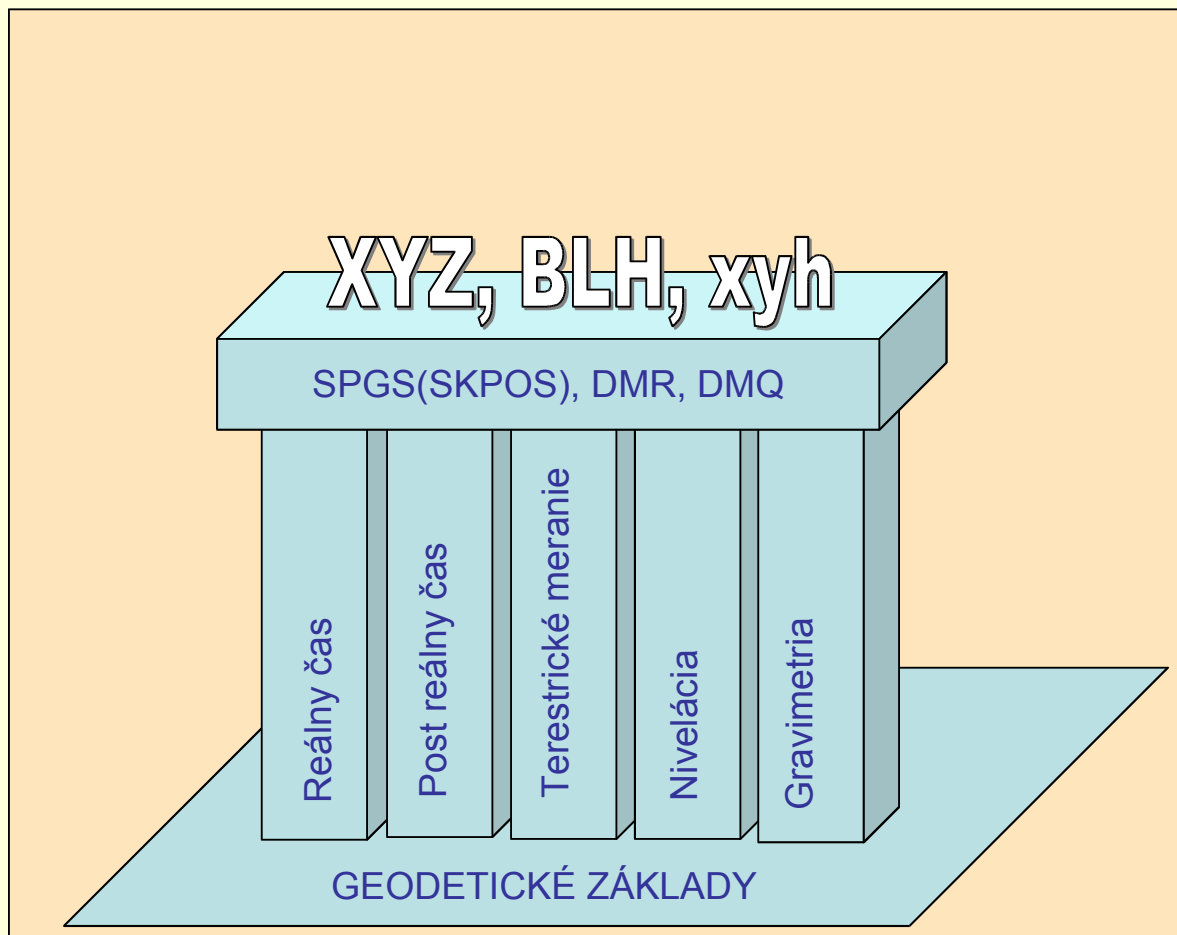 XYZ, BLH, xyh
SPGS(SKPOS), DMR, DMQ
Reálny čas
Post reálny čas
Terestrické meranie
Nivelácia
Gravimetria
GEODETICKÉ ZÁKLADY